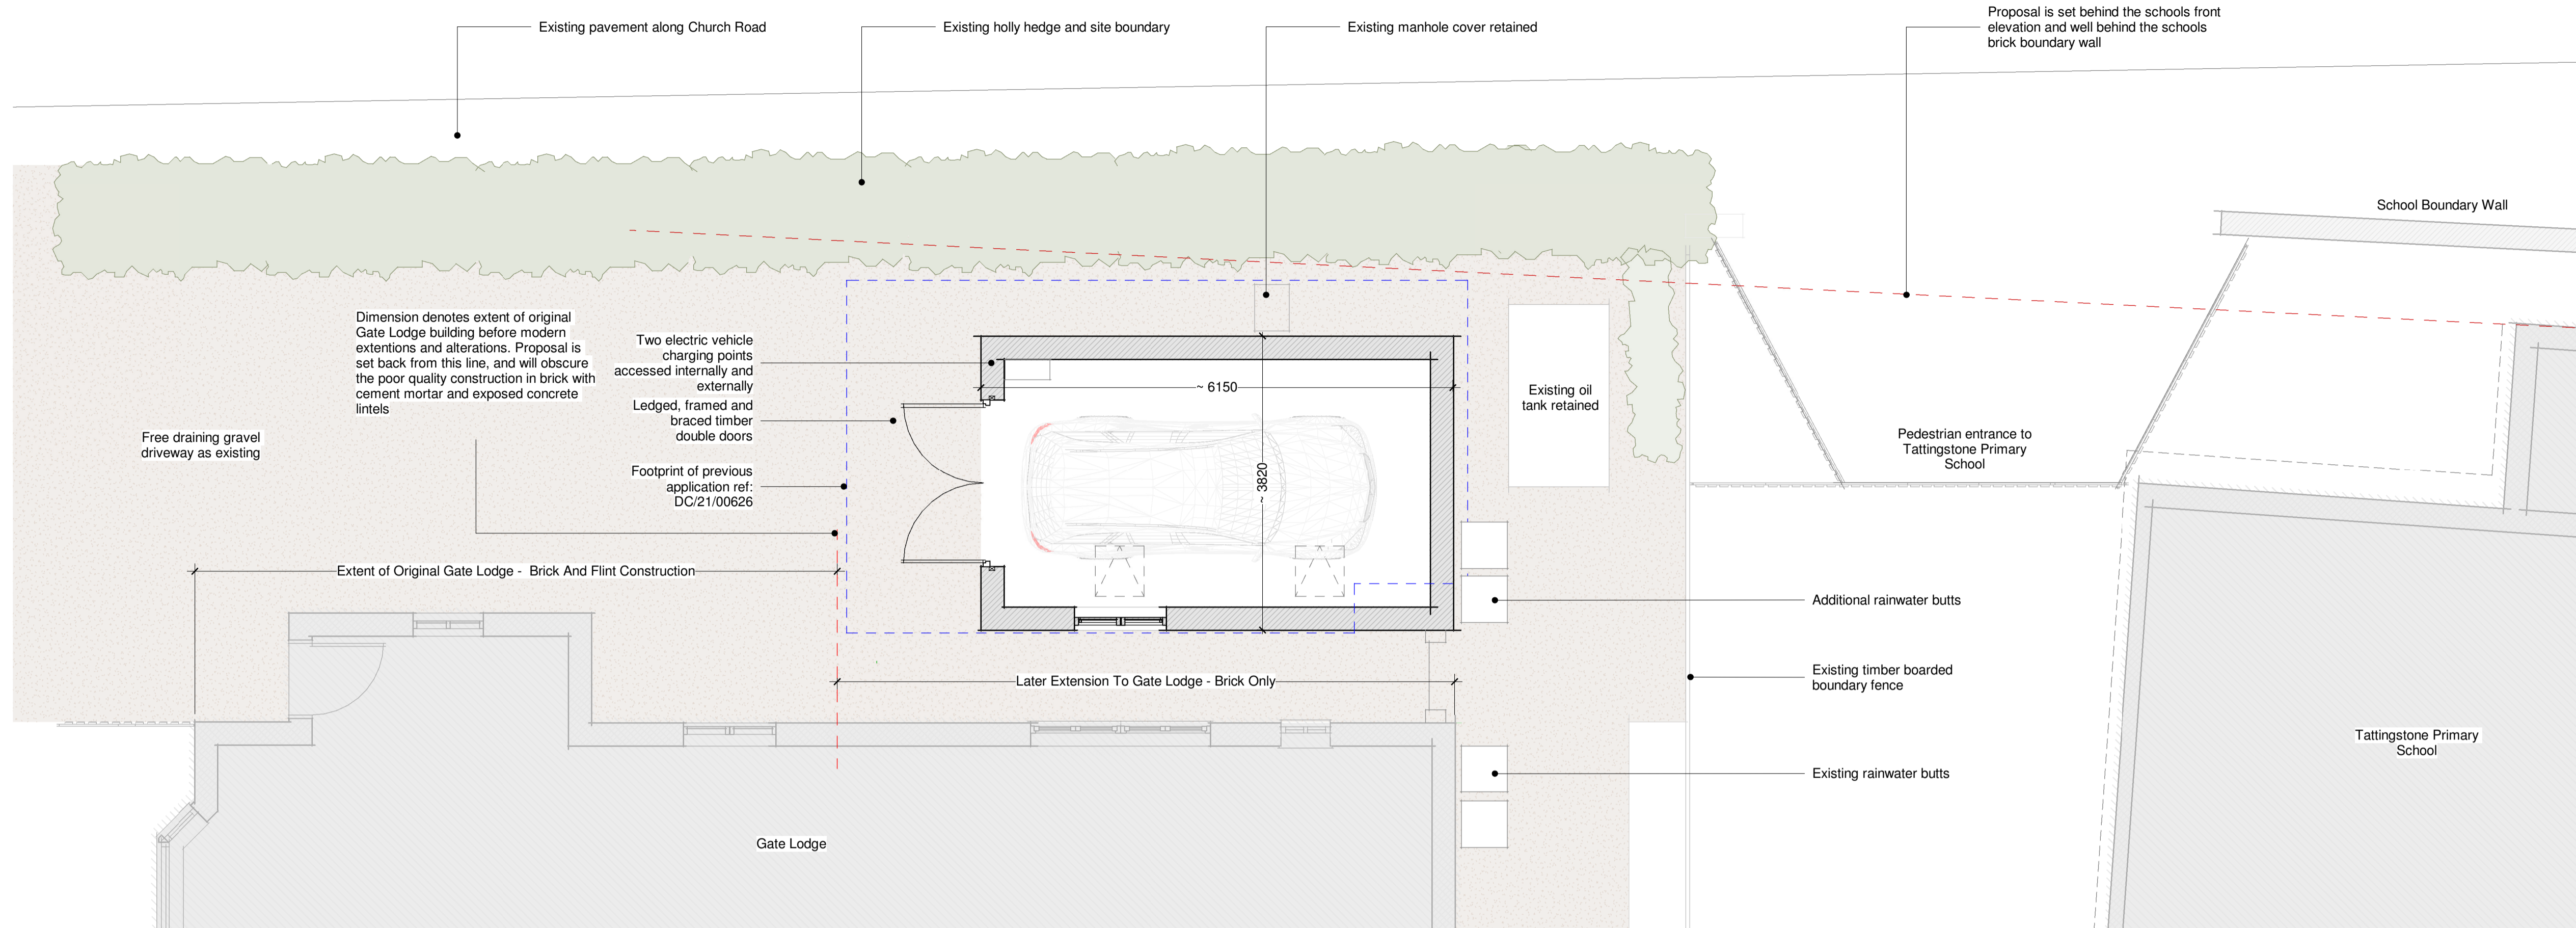 Existing pavement along Church Road
Existing holly hedge and site boundary
Existing manhole cover retained
Proposal is set behind the schools front
elevation and well behind the schools
brick boundary wall
School Boundary Wall
Dimension denotes extent of original
Gate Lodge building before modern
extentions and alterations. Proposal is
set back from this line, and will obscure
the poor quality construction in brick with
cement mortar and exposed concrete
lintels
Two electric vehicle
charging points
accessed internally and
externally
Ledged, framed and
braced timber
double doors
Footprint of previous
application ref:
DC/21/00626
~ 6150
~ 3820
Existing oil
tank retained
Free draining gravel
driveway as existing
Pedestrian entrance to
Tattingstone Primary
School
Extent of Original Gate Lodge - Brick And Flint Construction
Additional rainwater butts
Later Extension To Gate Lodge - Brick Only
Existing timber boarded
boundary fence
Tattingstone Primary
School
Existing rainwater butts
Gate Lodge